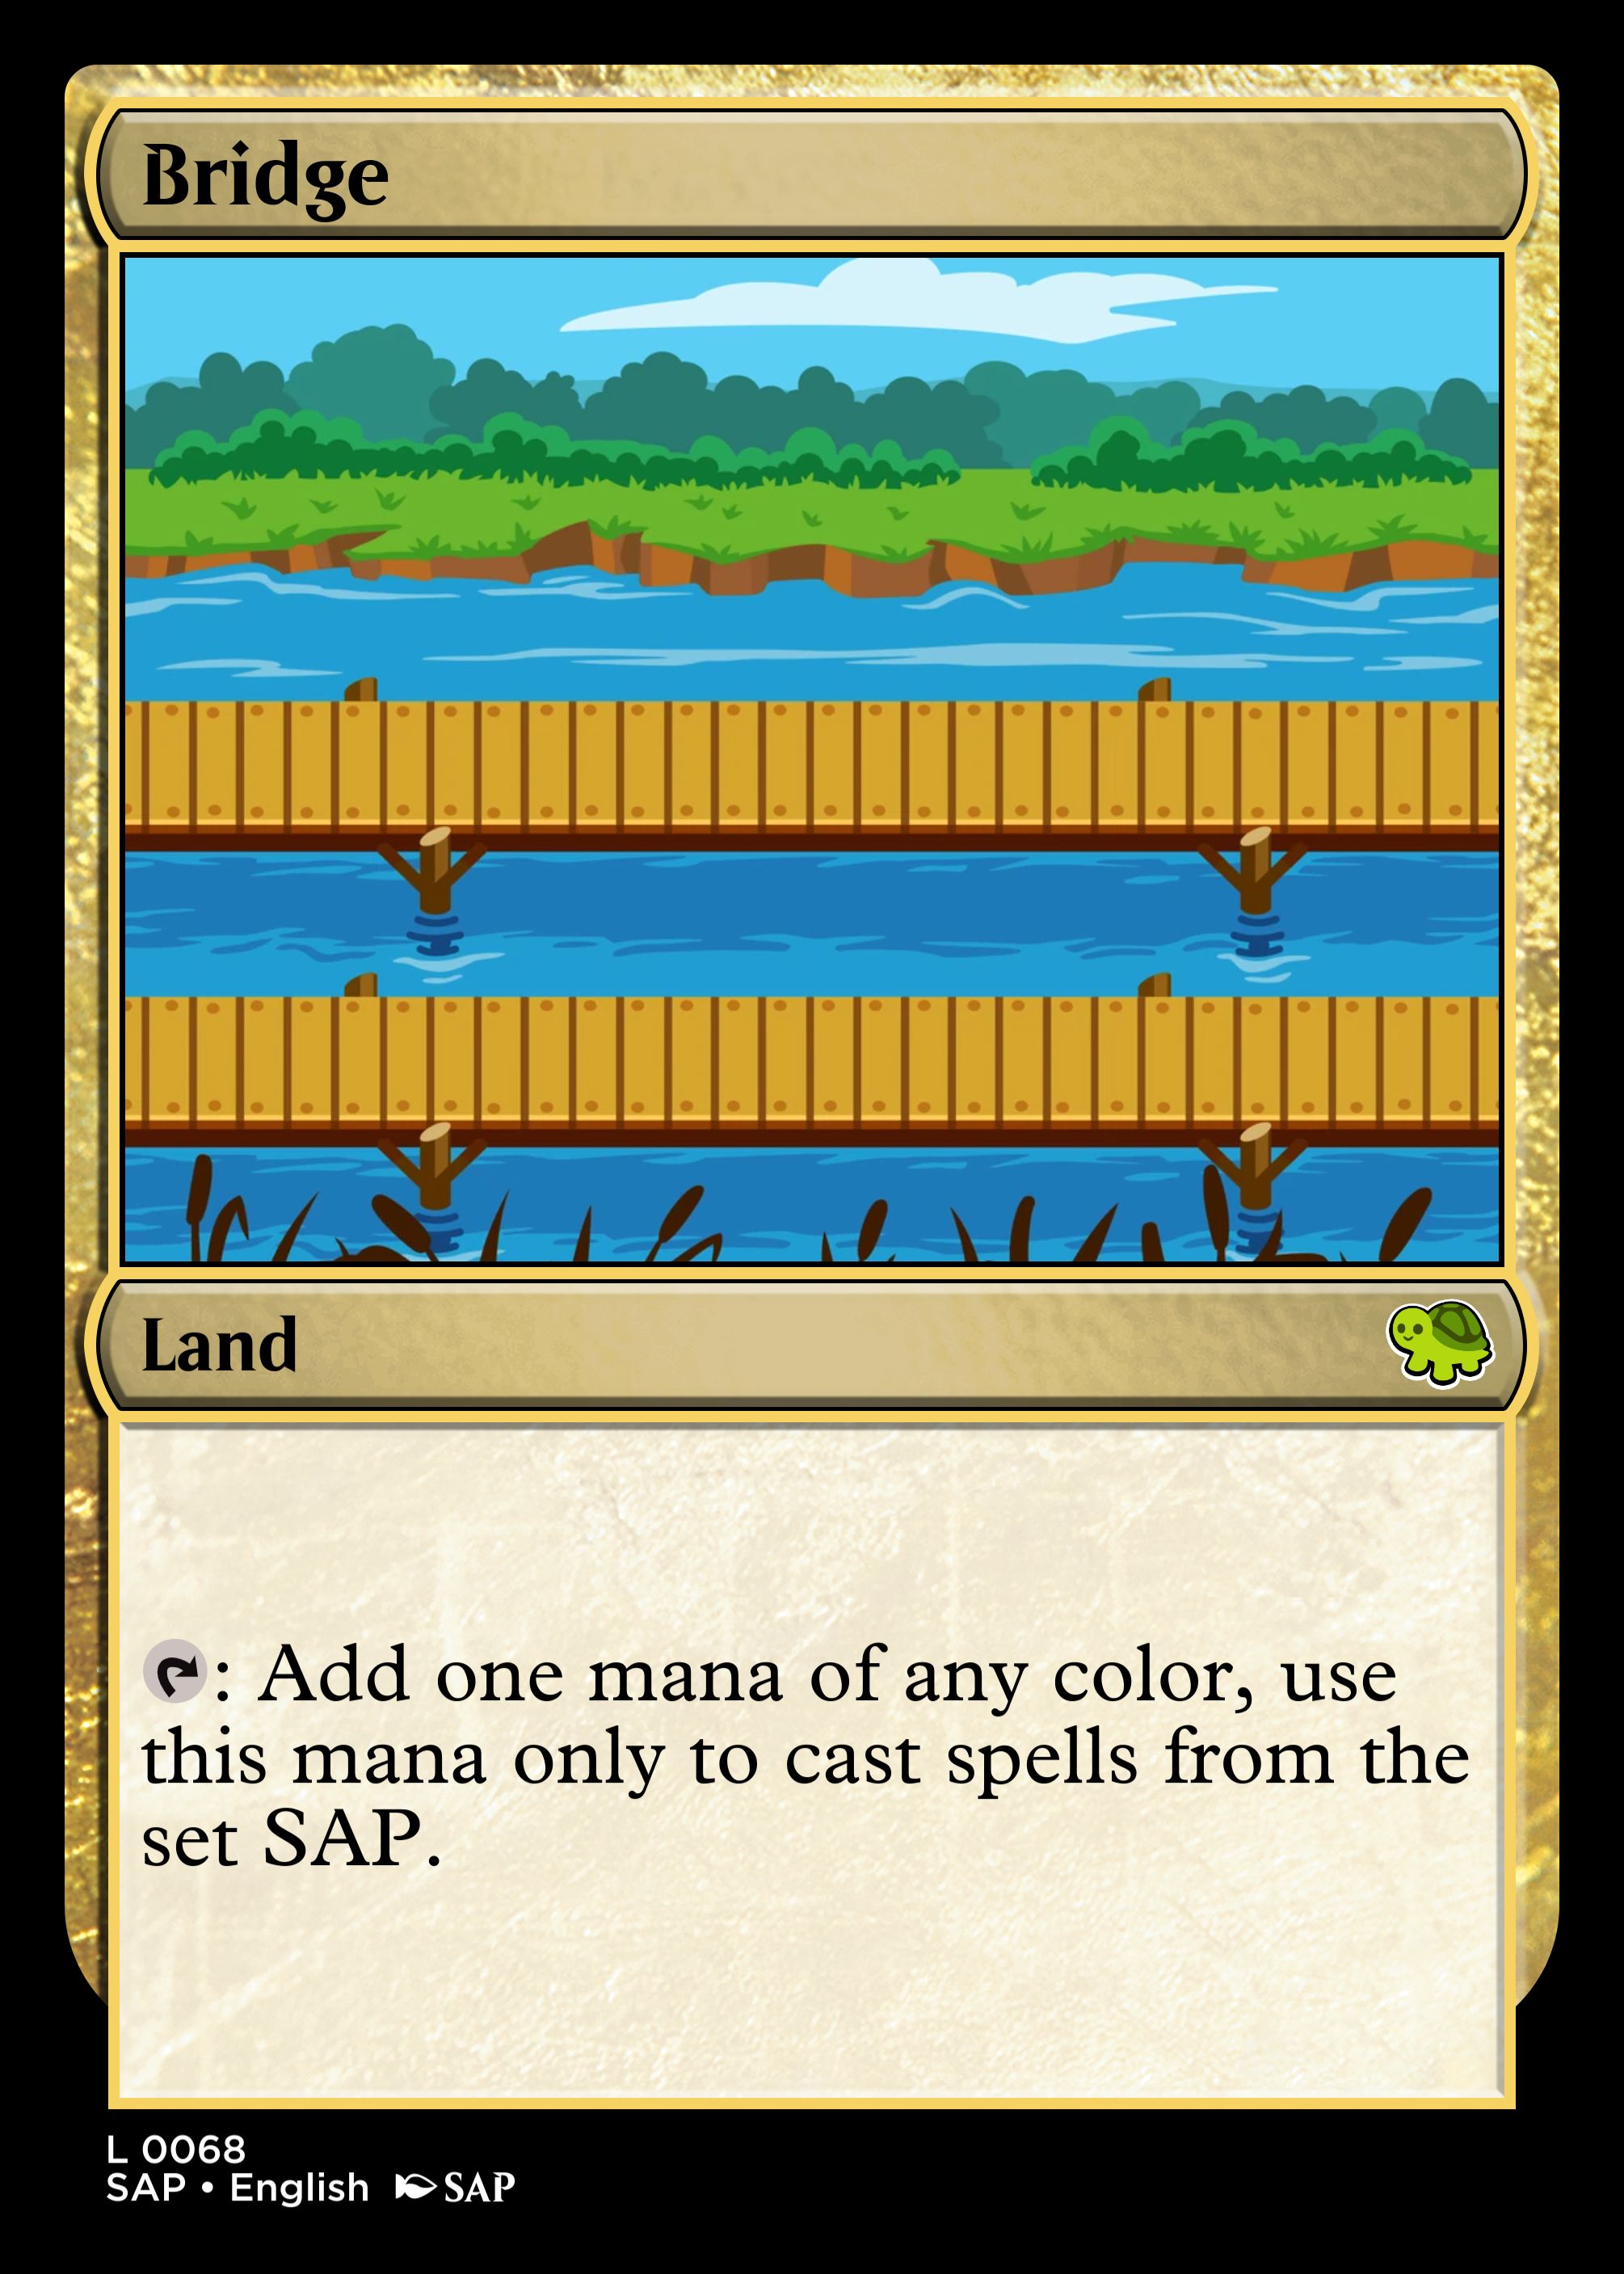 Bridge
Land
: Add one mana of any color, use
this mana only to cast spells from the
set SAP.
L 0068
SAP • English SAP